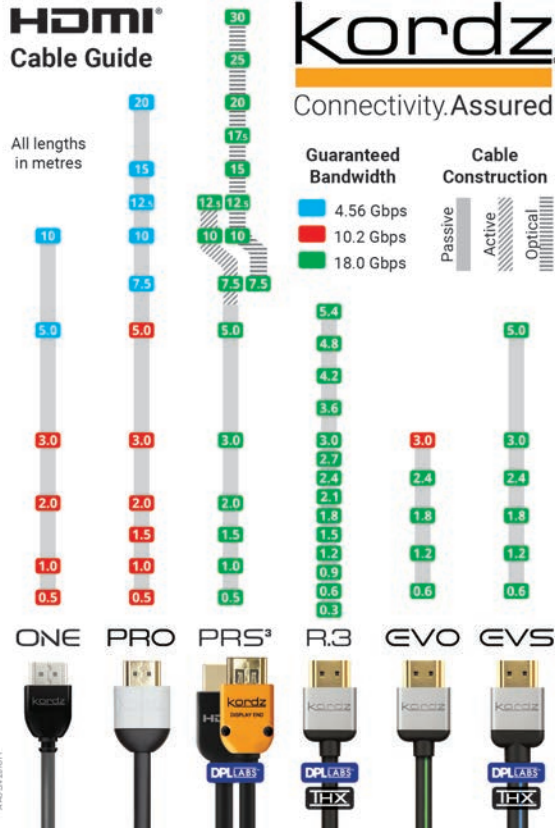 HDMI®
Cable Guide
All lengths
in metres
kordz
Connectivity.Assured
Guaranteed
Bandwidth
4.56 Gbps
10.2 Gbps
18.0 Gbps
Cable
Construction
Passive
Active
Optical
10
5.0
3.0
2.0
1.0
0.5
ONE
kordz
20
15
12.5
10
7.5
5.0
3.0
2.0
1.5
1.0
0.5
PRO
30
25
20
17.5
15
12.5 12.5
10 10
7.5 7.5
5.0
3.0
2.0
1.5
1.0
0.5
PRS³
kordz
DISPLAY END
DPL LABS
5.4
4.8
4.2
3.6
3.0
2.7
2.4
2.1
1.8
1.5
1.2
0.9
0.6
0.3
R.3
kordz
DPL LABS
THX
3.0
2.4
1.8
1.2
0.6
EVO
kordz
5.0
3.0
2.4
1.8
1.2
0.6
EVS
kordz
DPL LABS
THX